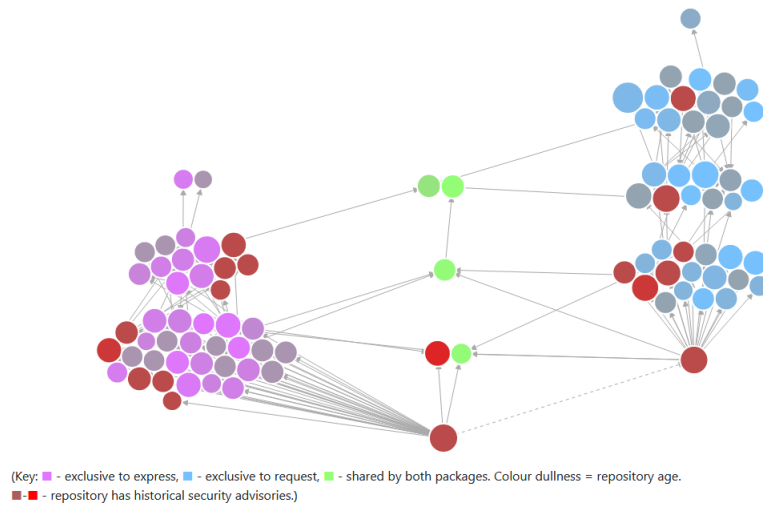 (Key: ■ - exclusive to express, ■ - exclusive to request, ■ - shared by both packages. Colour dullness = repository age.
■-■ - repository has historical security advisories.)